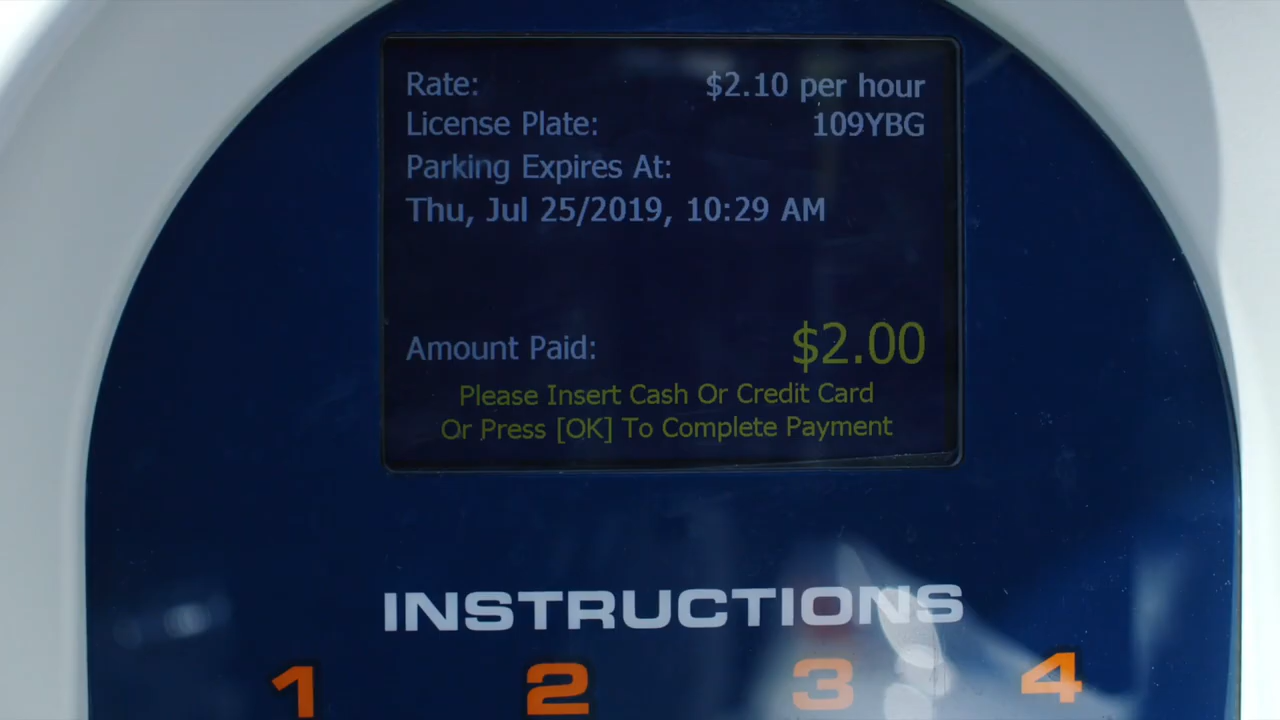 Rate: $2.10 per hour
License Plate: 109YBG
Parking Expires At:
Thu, Jul 25/2019, 10:29 AM
Amount Paid: $2.00
Please Insert Cash Or Credit Card
Or Press [OK] To Complete Payment
INSTRUCTIONS
1 2 3 4